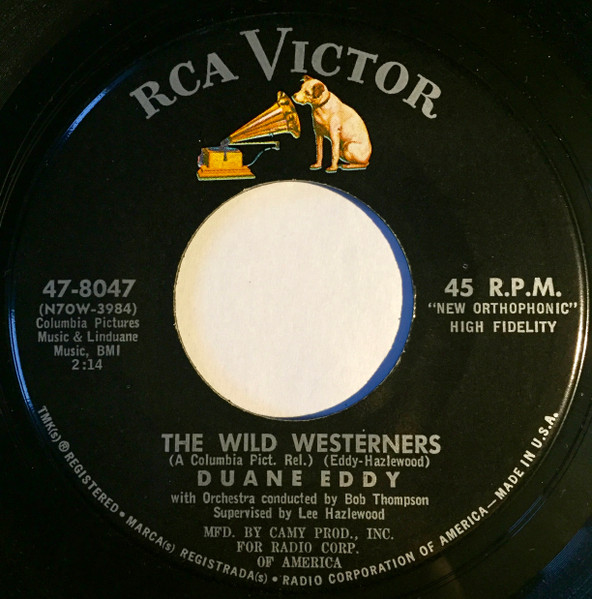 RCA VICTOR
47-8047
(N7OW-3984)
Columbia Pictures
Music & Linduane
Music, BMI
2:14
45 R.P.M.
"NEW ORTHOPHONIC"
HIGH FIDELITY
THE WILD WESTERNERS
(A Columbia Pict. Rel.) (Eddy-Hazlewood)
DUANE EDDY
with Orchestra conducted by Bob Thompson
Supervised by Lee Hazlewood
MFD. BY CAMY PROD., INC.
FOR RADIO CORP.
OF AMERICA
TMK(s) ® REGISTERED • MARCA(s) REGISTRADA(s) • RADIO CORPORATION OF AMERICA—MADE IN U.S.A.